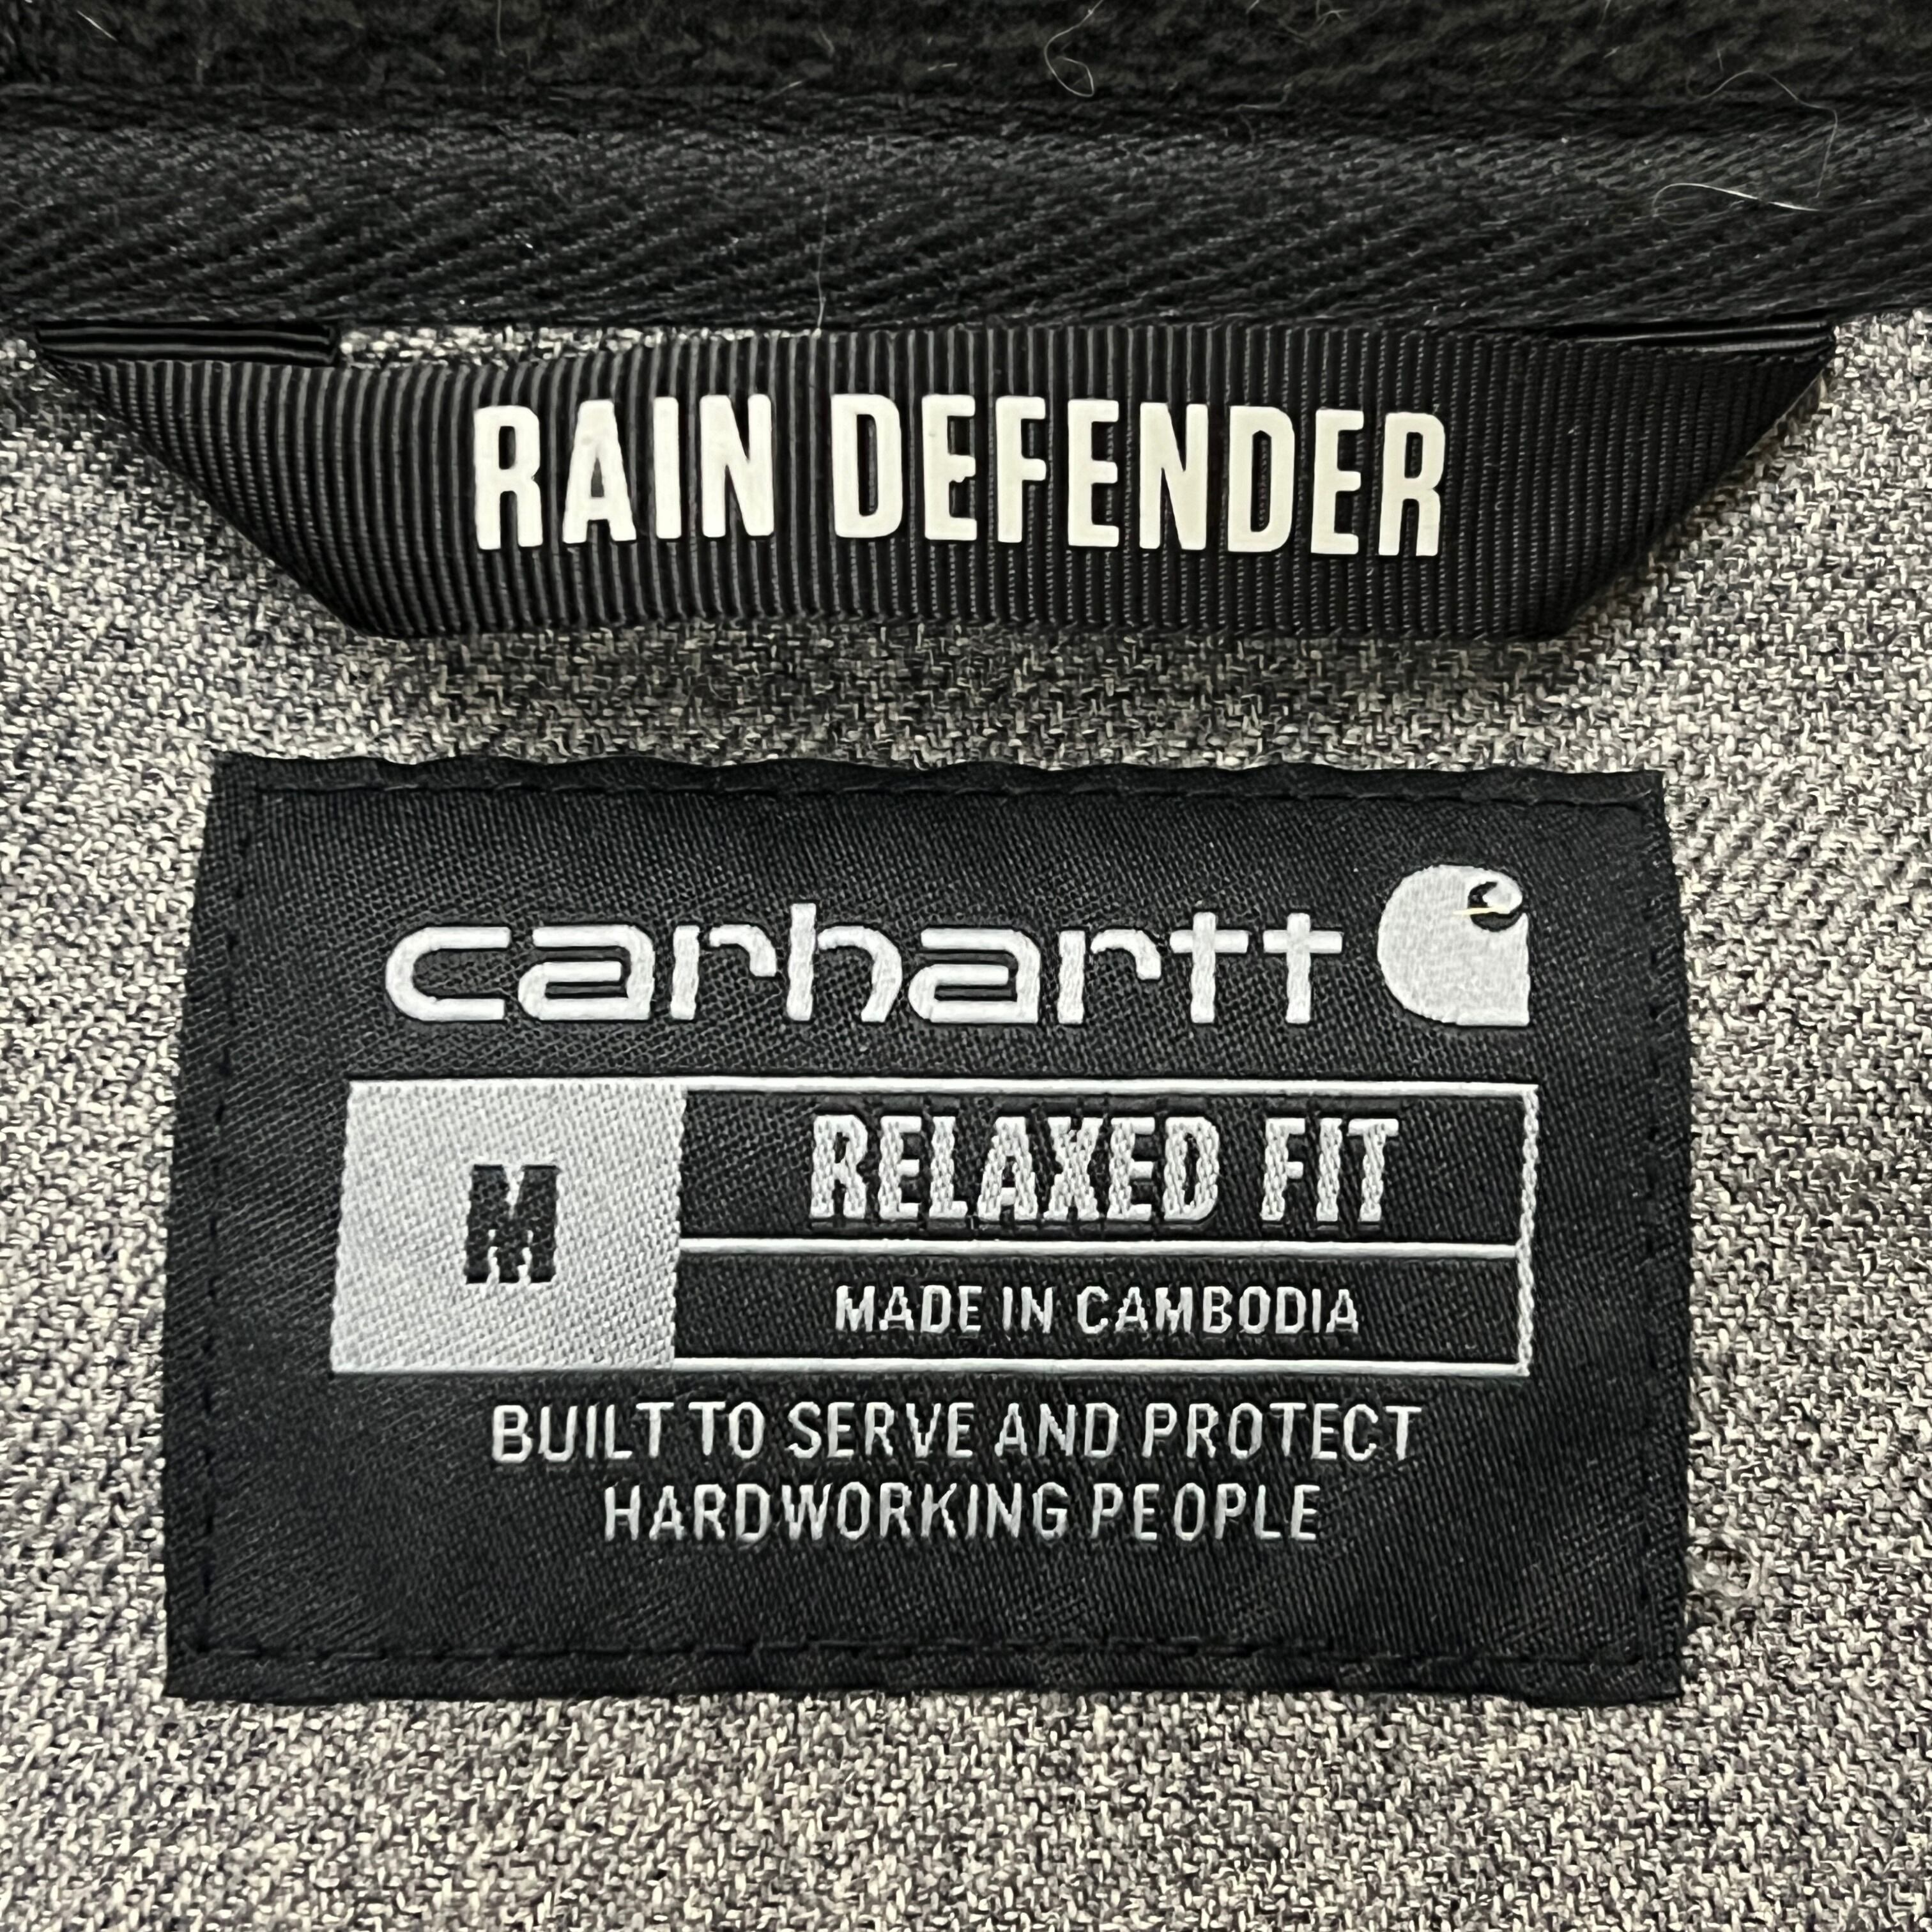 RAIN DEFENDER
carhartt
M
RELAXED FIT
MADE IN CAMBODIA
BUILT TO SERVE AND PROTECT
HARDWORKING PEOPLE